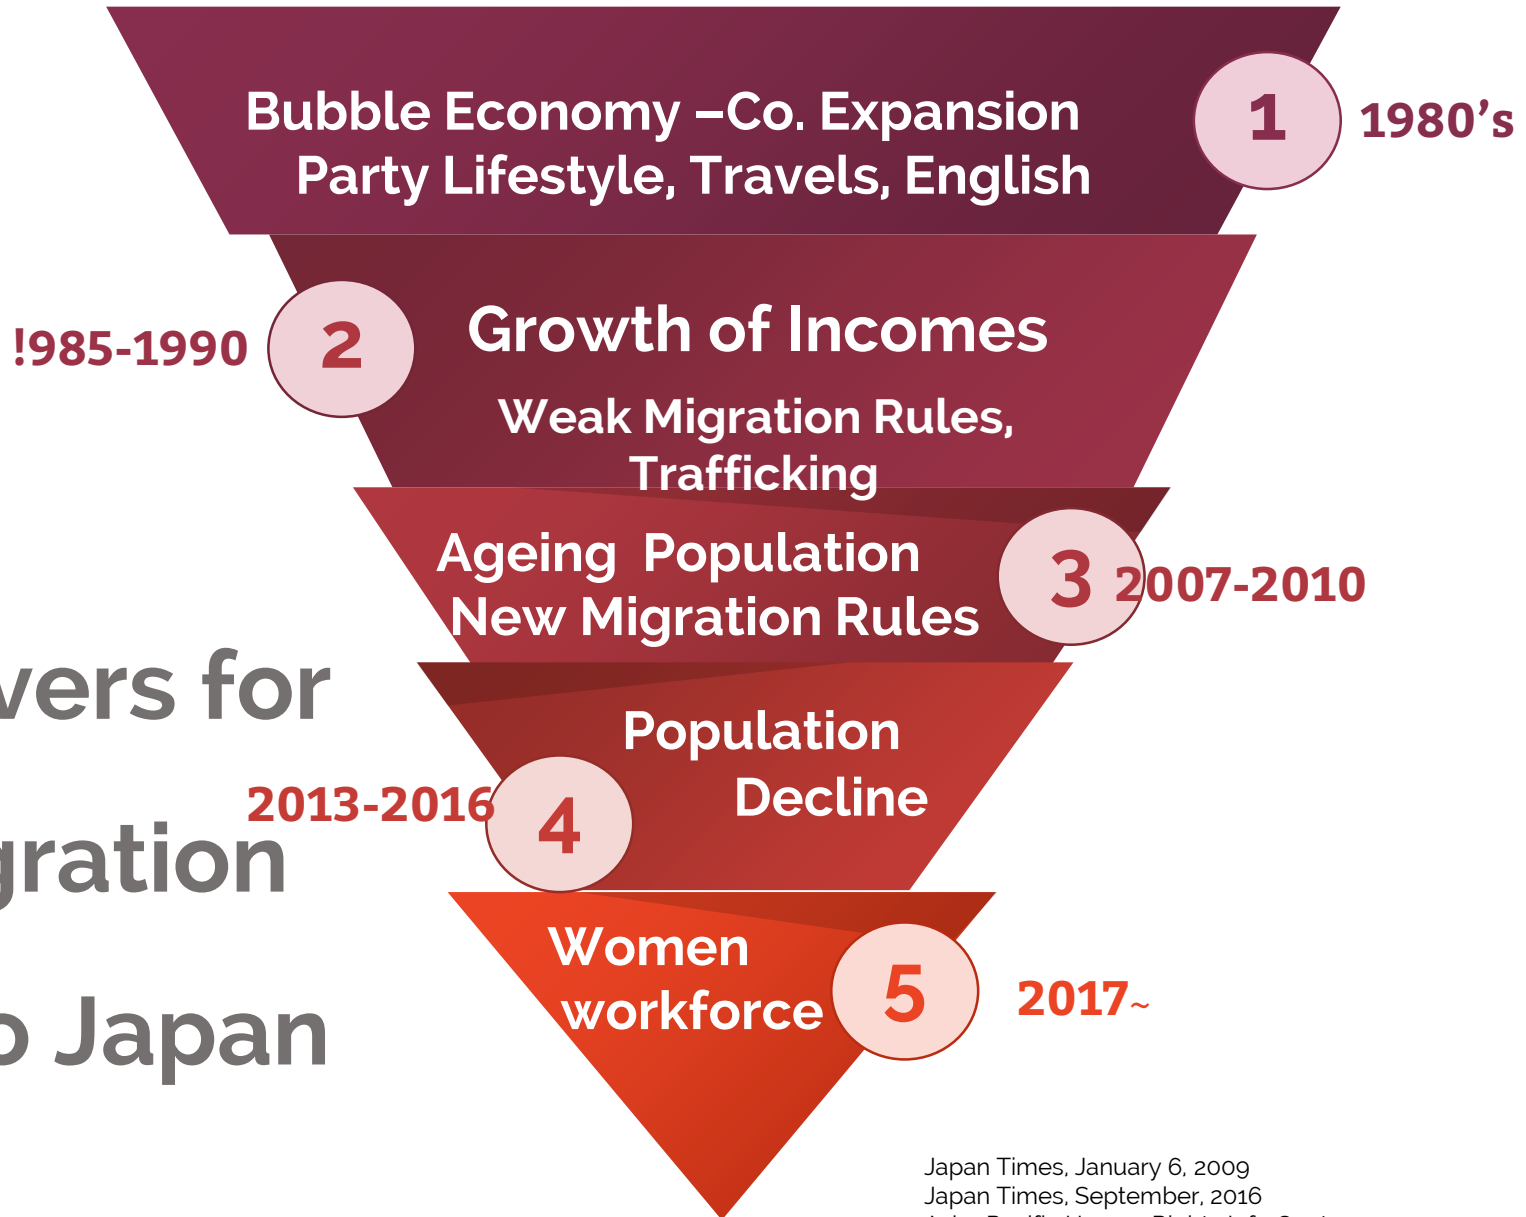 Bubble Economy –Co. Expansion
Party Lifestyle, Travels, English
1
1980’s
!985-1990
2
Growth of Incomes
Weak Migration Rules,
Trafficking
Ageing  Population
New Migration Rules
3
2007-2010
for
Population
Decline
2013-2016
4
Women
workforce
5
2017~
Japan
Japan Times, January 6, 2009
Japan Times, September, 2016